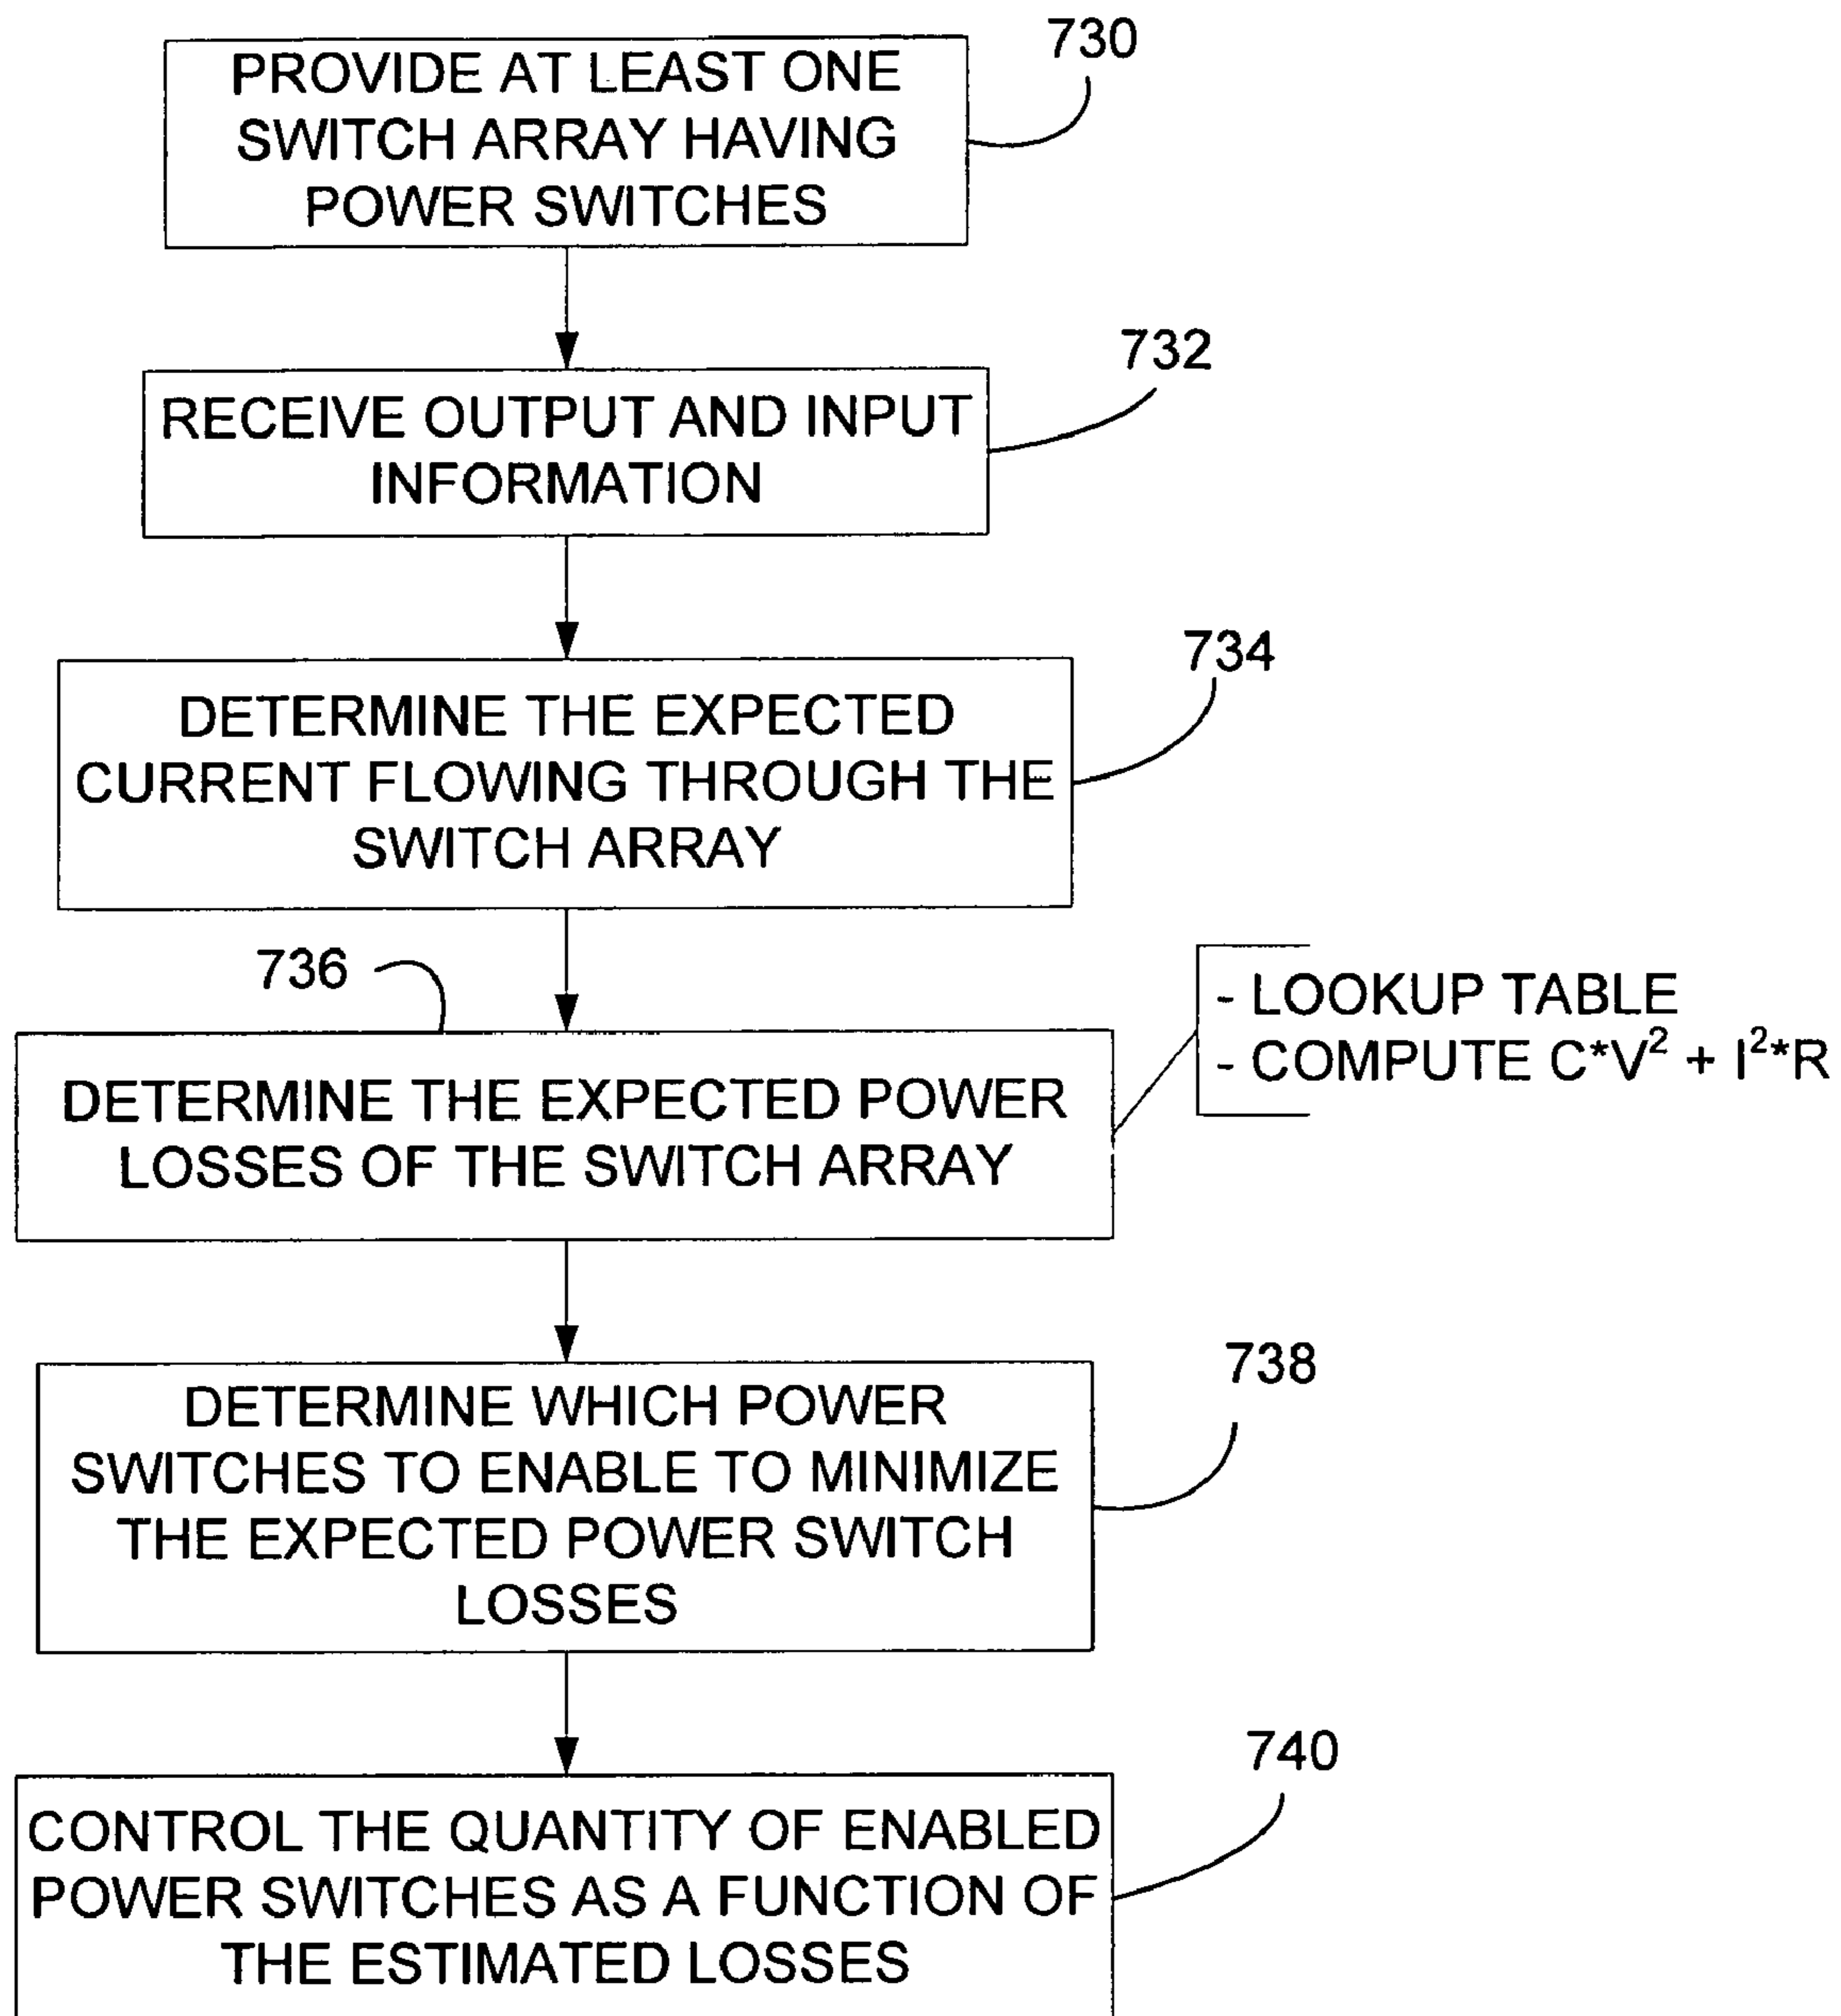 730
PROVIDE AT LEAST ONE
SWITCH ARRAY HAVING
POWER SWITCHES
732
RECEIVE OUTPUT AND INPUT
INFORMATION
734
DETERMINE THE EXPECTED
CURRENT FLOWING THROUGH THE
SWITCH ARRAY
736
- LOOKUP TABLE
- COMPUTE C*V² + I²*R
DETERMINE THE EXPECTED POWER
LOSSES OF THE SWITCH ARRAY
738
DETERMINE WHICH POWER
SWITCHES TO ENABLE TO MINIMIZE
THE EXPECTED POWER SWITCH
LOSSES
740
CONTROL THE QUANTITY OF ENABLED
POWER SWITCHES AS A FUNCTION OF
THE ESTIMATED LOSSES